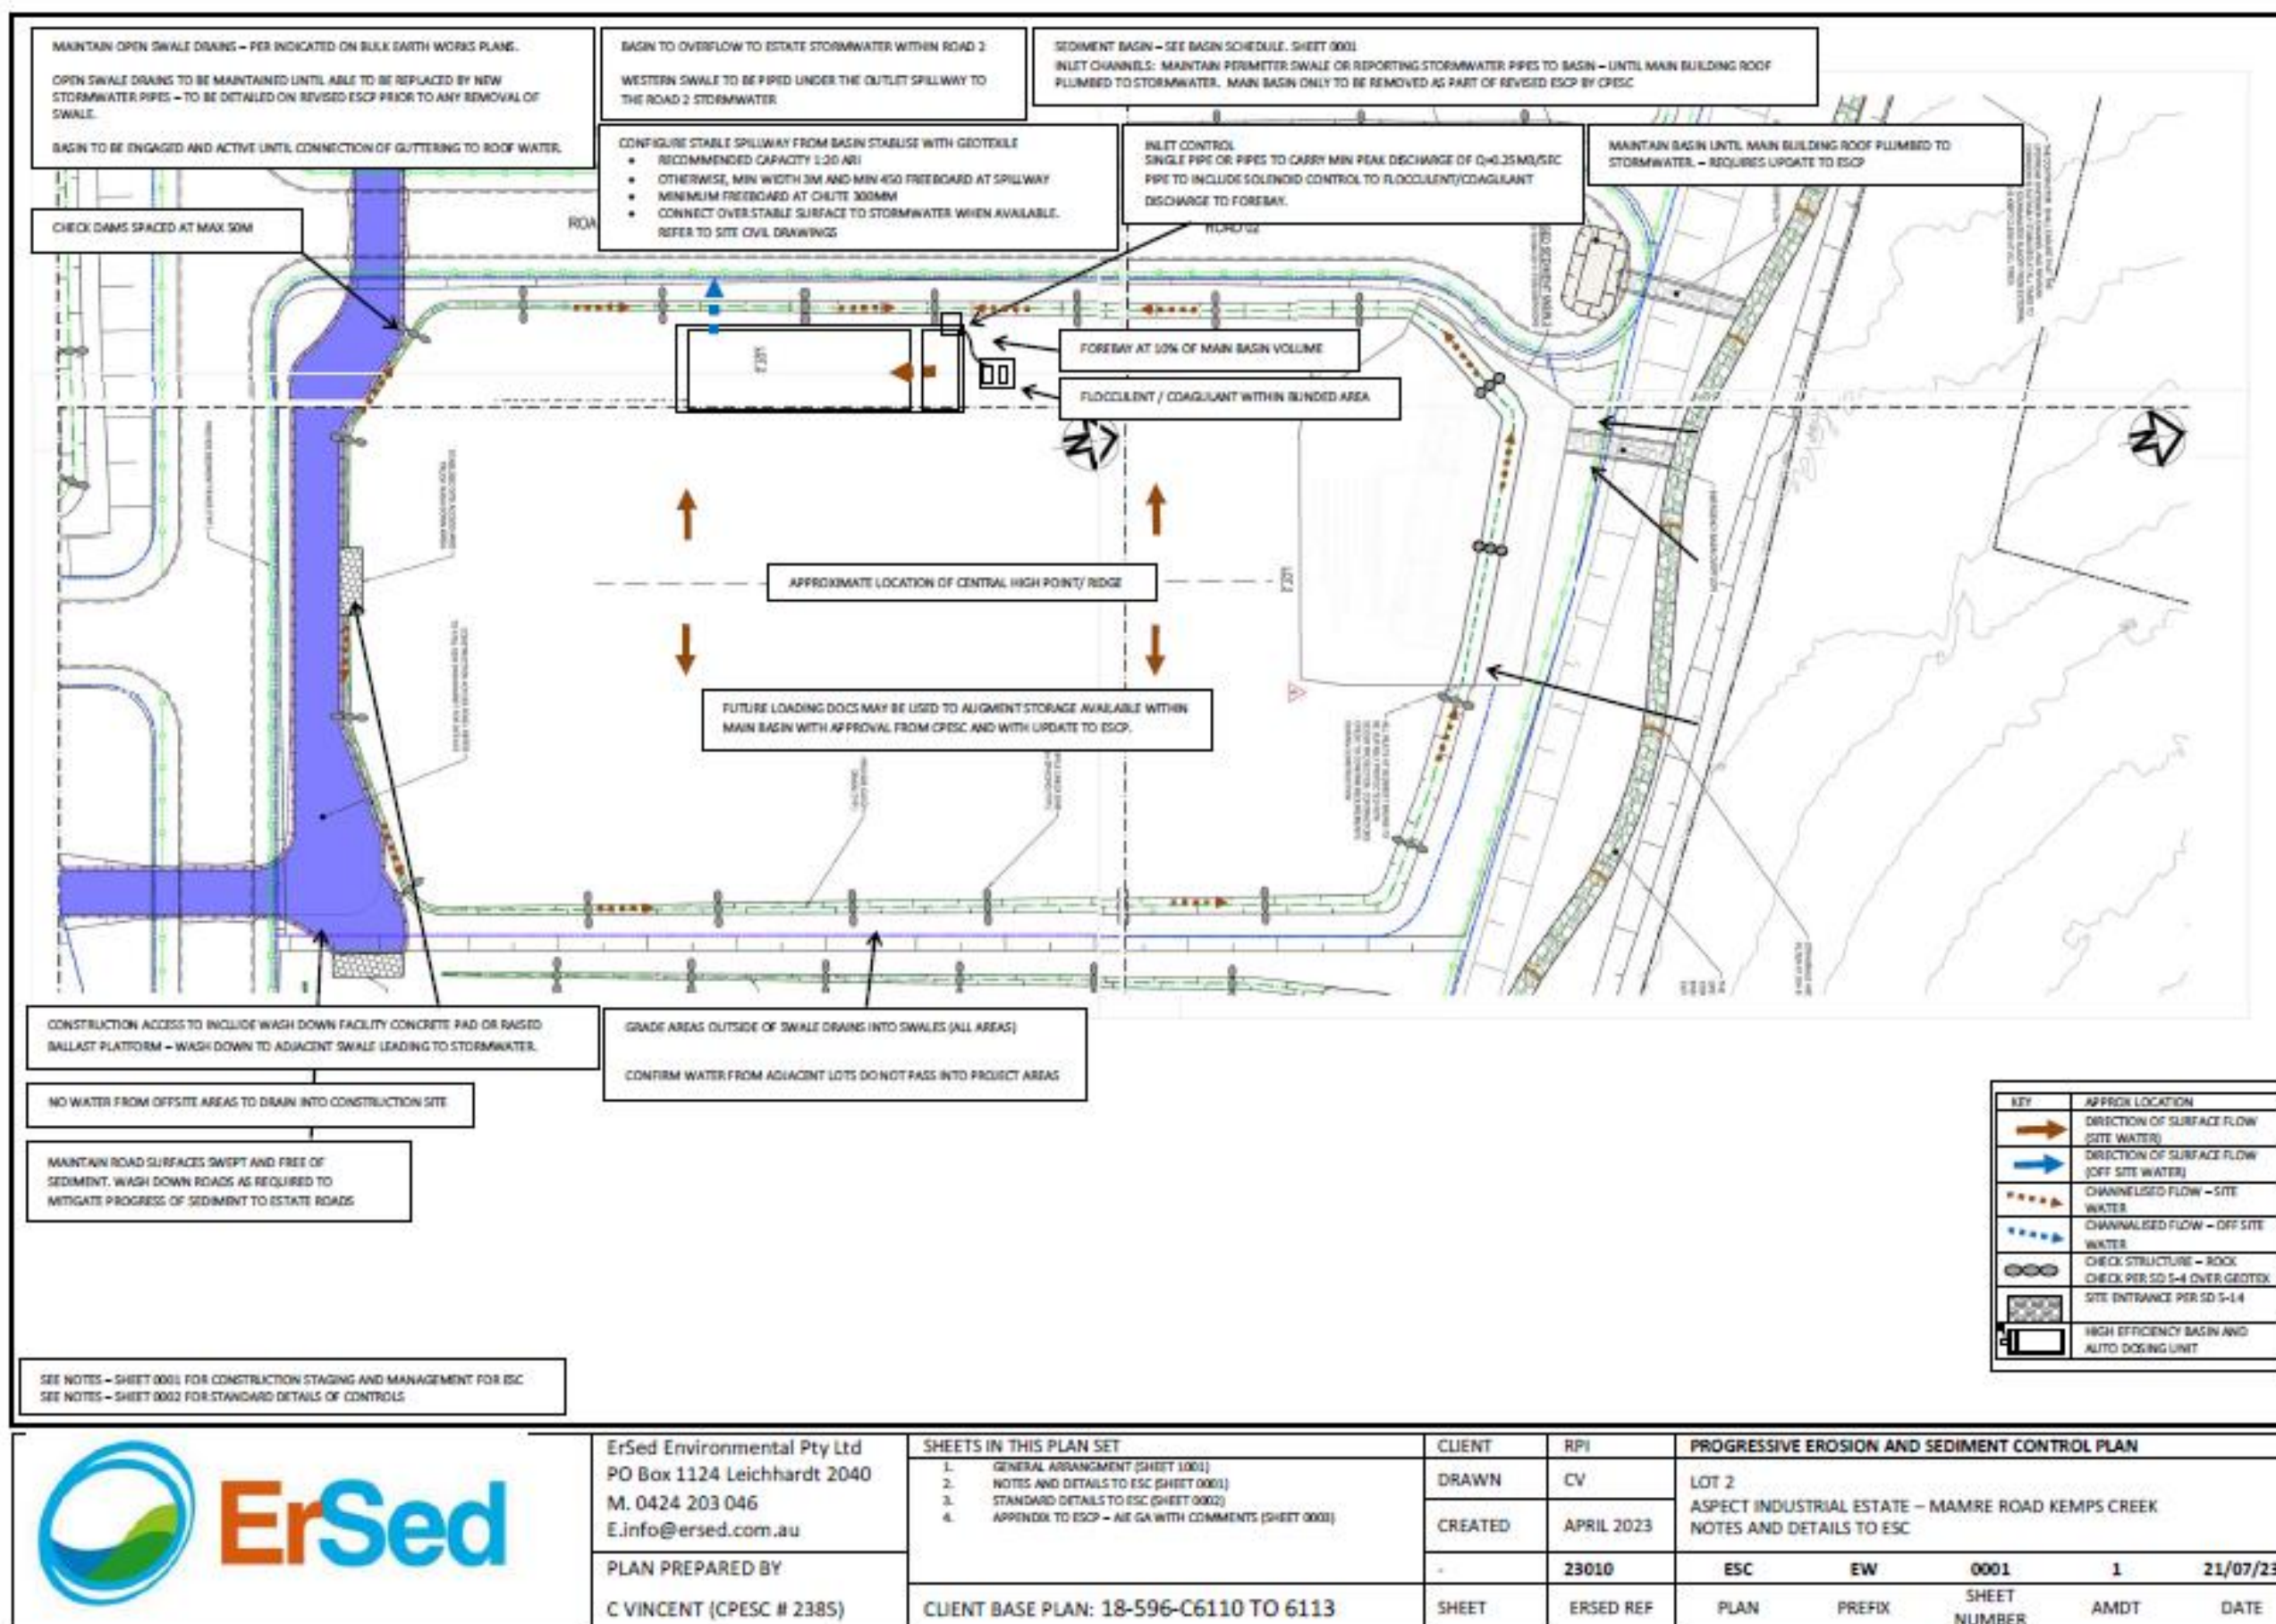 MAINTAIN OPEN SWALE DRAINS – PER INDICATED ON BULK EARTH WORKS PLANS.
OPEN SWALE DRAINS TO BE MAINTAINED UNTIL ABLE TO BE REPLACED BY NEW
STORMWATER PIPES – TO BE DETAILED ON REVISED ESCP PRIOR TO ANY REMOVAL OF
SWALE.
BASIN TO BE ENGAGED AND ACTIVE UNTIL CONNECTION OF GUTTERING TO ROOF WATER.
BASIN TO OVERFLOW TO ESTATE STORMWATER WITHIN ROAD 2
WESTERN SWALE TO BE PIPED UNDER THE OUTLET SPILLWAY TO
THE ROAD 2 STORMWATER
SEDIMENT BASIN – SEE BASIN SCHEDULE. SHEET 0001
INLET CHANNELS: MAINTAIN PERIMETER SWALE OR REPORTING STORMWATER PIPES TO BASIN – UNTIL MAIN BUILDING ROOF
PLUMBED TO STORMWATER. MAIN BASIN ONLY TO BE REMOVED AS PART OF REVISED ESCP BY CPESC
CONFIGURE STABLE SPILLWAY FROM BASIN STABLISE WITH GEOTEXILE
• RECOMMENDED CAPACITY 1:20 ARI
• OTHERWISE, MIN WIDTH 3M AND MIN 450 FREEBOARD AT SPILLWAY
• MINIMUM FREEBOARD AT CHUTE 300MM
• CONNECT OVER STABLE SURFACE TO STORMWATER WHEN AVAILABLE.
REFER TO SITE CIVIL DRAWINGS
INLET CONTROL
SINGLE PIPE OR PIPES TO CARRY MIN PEAK DISCHARGE OF Q=0.25M3/SEC
PIPE TO INCLUDE SOLENOID CONTROL TO FLOCCULENT/COAGULANT
DISCHARGE TO FOREBAY.
MAINTAIN BASIN UNTIL MAIN BUILDING ROOF PLUMBED TO
STORMWATER. – REQUIRES UPDATE TO ESCP
CHECK DAMS SPACED AT MAX 50M
ROA
ROAD 02
LOT 2
FOREBAY AT 10% OF MAIN BASIN VOLUME
FLOCCULENT / COAGULANT WITHIN BUNDED AREA
N
N
APPROXIMATE LOCATION OF CENTRAL HIGH POINT/ RIDGE
LOT 2
FUTURE LOADING DOCS MAY BE USED TO AUGMENT STORAGE AVAILABLE WITHIN
MAIN BASIN WITH APPROVAL FROM CPESC AND WITH UPDATE TO ESCP.
CONSTRUCTION ACCESS TO INCLUDE WASH DOWN FACILITY CONCRETE PAD OR RAISED
BALLAST PLATFORM – WASH DOWN TO ADJACENT SWALE LEADING TO STORMWATER.
GRADE AREAS OUTSIDE OF SWALE DRAINS INTO SWALES (ALL AREAS)
CONFIRM WATER FROM ADJACENT LOTS DO NOT PASS INTO PROJECT AREAS
NO WATER FROM OFFSITE AREAS TO DRAIN INTO CONSTRUCTION SITE
MAINTAIN ROAD SURFACES SWEPT AND FREE OF
SEDIMENT. WASH DOWN ROADS AS REQUIRED TO
MITIGATE PROGRESS OF SEDIMENT TO ESTATE ROADS
KEY APPROX LOCATION
DIRECTION OF SURFACE FLOW
(SITE WATER)
DIRECTION OF SURFACE FLOW
(OFF SITE WATER)
CHANNELISED FLOW – SITE
WATER
CHANNALISED FLOW – OFF SITE
WATER
CHECK STRUCTURE – ROCK
CHECK PER SD 5-4 OVER GEOTEX
SITE ENTRANCE PER SD 5-14
HIGH EFFICIENCY BASIN AND
AUTO DOSING UNIT
SEE NOTES – SHEET 0001 FOR CONSTRUCTION STAGING AND MANAGEMENT FOR ESC
SEE NOTES – SHEET 0002 FOR STANDARD DETAILS OF CONTROLS
ErSed
ErSed Environmental Pty Ltd
PO Box 1124 Leichhardt 2040
M. 0424 203 046
E.info@ersed.com.au
PLAN PREPARED BY
C VINCENT (CPESC # 2385)
SHEETS IN THIS PLAN SET
1. GENERAL ARRANGMENT (SHEET 1001)
2. NOTES AND DETAILS TO ESC (SHEET 0001)
3. STANDARD DETAILS TO ESC (SHEET 0002)
4. APPENDIX TO ESCP – AIE GA WITH COMMENTS (SHEET 0003)
CLIENT BASE PLAN: 18-596-C6110 TO 6113
CLIENT RPI
DRAWN CV
CREATED APRIL 2023
- 23010
SHEET ERSED REF
PROGRESSIVE EROSION AND SEDIMENT CONTROL PLAN
LOT 2
ASPECT INDUSTRIAL ESTATE – MAMRE ROAD KEMPS CREEK
NOTES AND DETAILS TO ESC
ESC EW 0001 1 21/07/23
PLAN PREFIX SHEET NUMBER AMDT DATE